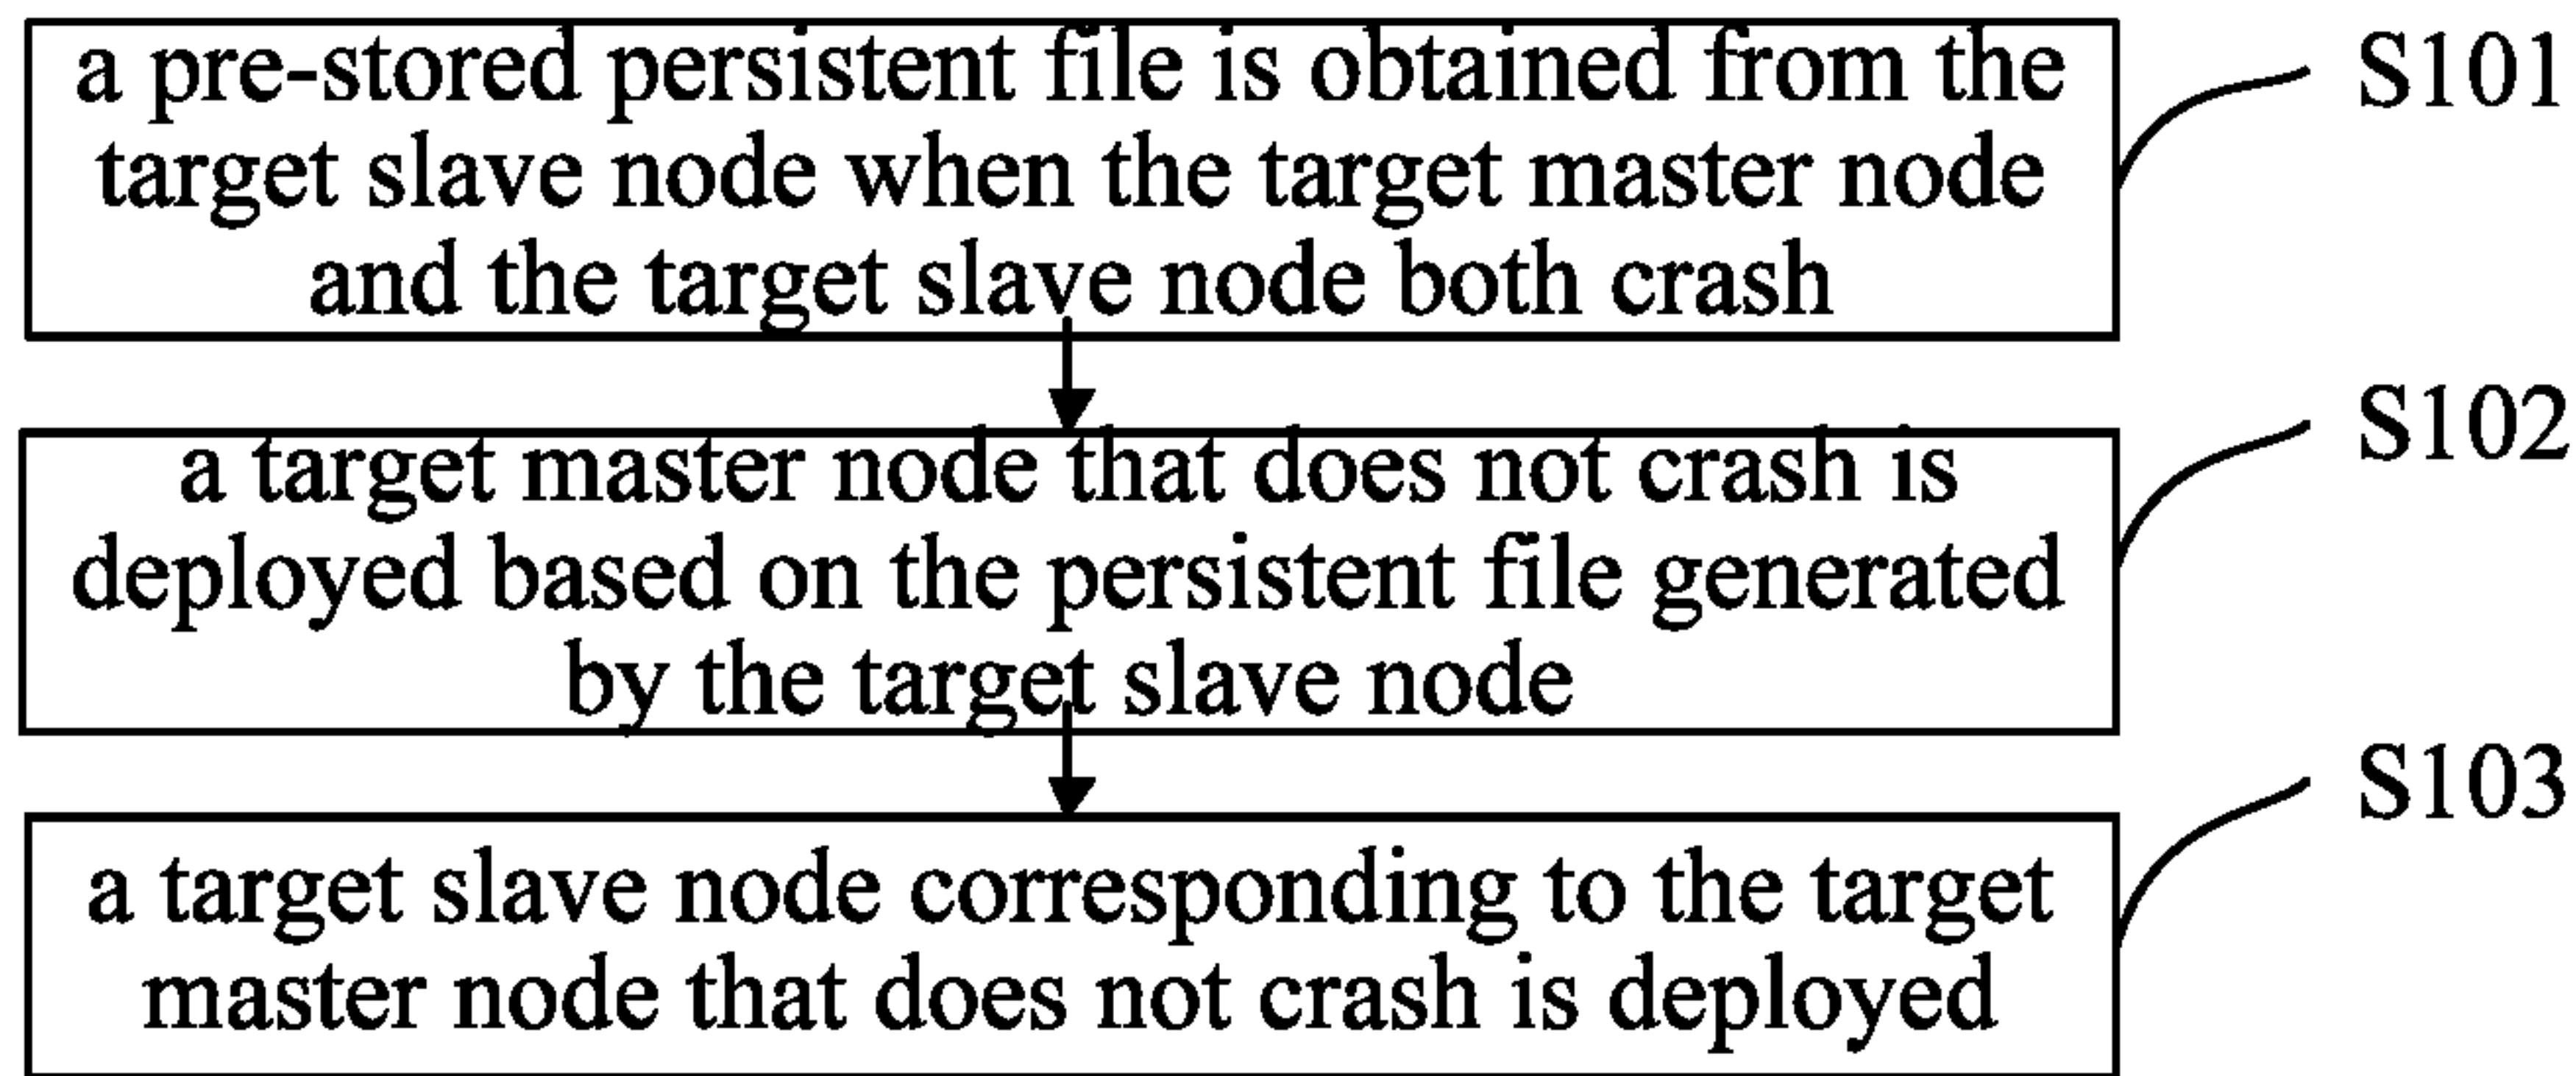 a pre-stored persistent file is obtained from the
target slave node when the target master node
and the target slave node both crash
S101
a target master node that does not crash is
deployed based on the persistent file generated
by the target slave node
S102
a target slave node corresponding to the target
master node that does not crash is deployed
S103